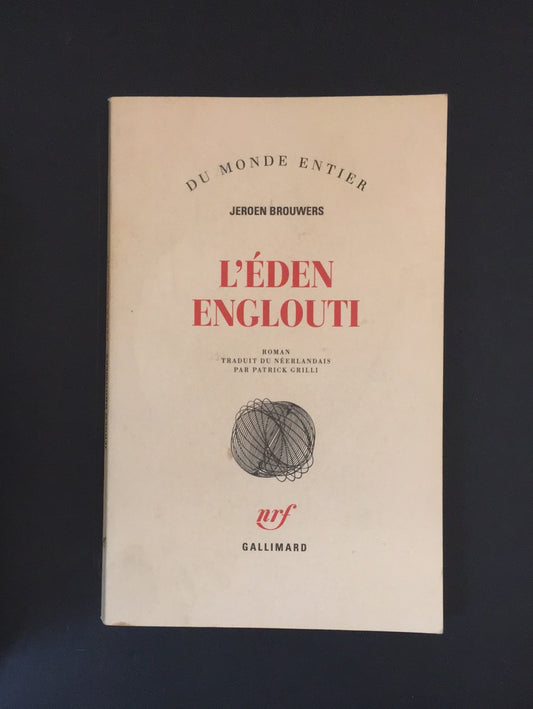 DU MONDE ENTIER
JEROEN BROUWERS
L'ÉDEN
ENGLOUTI
ROMAN
TRADUIT DU NÉERLANDAIS
PAR PATRICK GRILLI
nrf
GALLIMARD